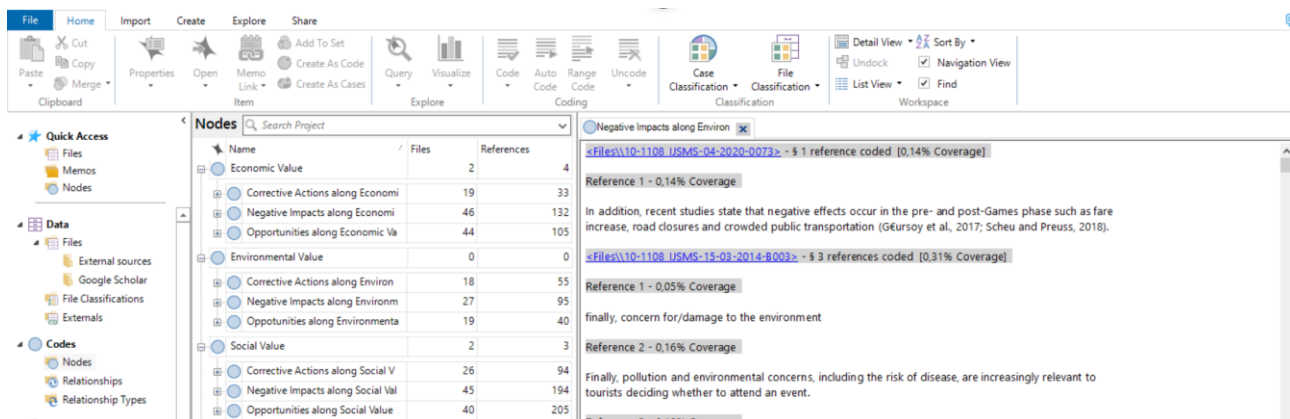 File Home Import Create Explore Share
Cut
Copy
Merge
Paste
Clipboard
Properties
Open
Memo Link
Add To Set
Create As Code
Create As Cases
Item
Query
Visualize
Explore
Code
Auto Code
Range Code
Uncode
Coding
Case Classification
File Classification
Classification
Detail View
Sort By
Undock
Navigation View
List View
Find
Workspace
Quick Access
Files
Memos
Nodes
Data
Files
External sources
Google Scholar
File Classifications
Externals
Codes
Nodes
Relationships
Relationship Types
Nodes Search Project
Name Files References
Economic Value 2 4
Corrective Actions along Economi 19 33
Negative Impacts along Economi 46 132
Opportunities along Economic Va 44 105
Environmental Value 0 0
Corrective Actions along Environ 18 55
Negative Impacts along Environm 27 95
Oppotunities along Environmenta 19 40
Social Value 2 3
Corrective Actions along Social V 26 94
Negative Impacts along Social Val 45 194
Opportunities along Social Value 40 205
Negative Impacts along Environ
<Files\\10-1108_IJSMS-04-2020-0073> - § 1 reference coded [0,14% Coverage]
Reference 1 - 0,14% Coverage
In addition, recent studies state that negative effects occur in the pre- and post-Games phase such as fare
increase, road closures and crowded public transportation (G€ursoy et al., 2017; Scheu and Preuss, 2018).
<Files\\10-1108_IJSMS-15-03-2014-B003> - § 3 references coded [0,31% Coverage]
Reference 1 - 0,05% Coverage
finally, concern for/damage to the environment
Reference 2 - 0,16% Coverage
Finally, pollution and environmental concerns, including the risk of disease, are increasingly relevant to
tourists deciding whether to attend an event.